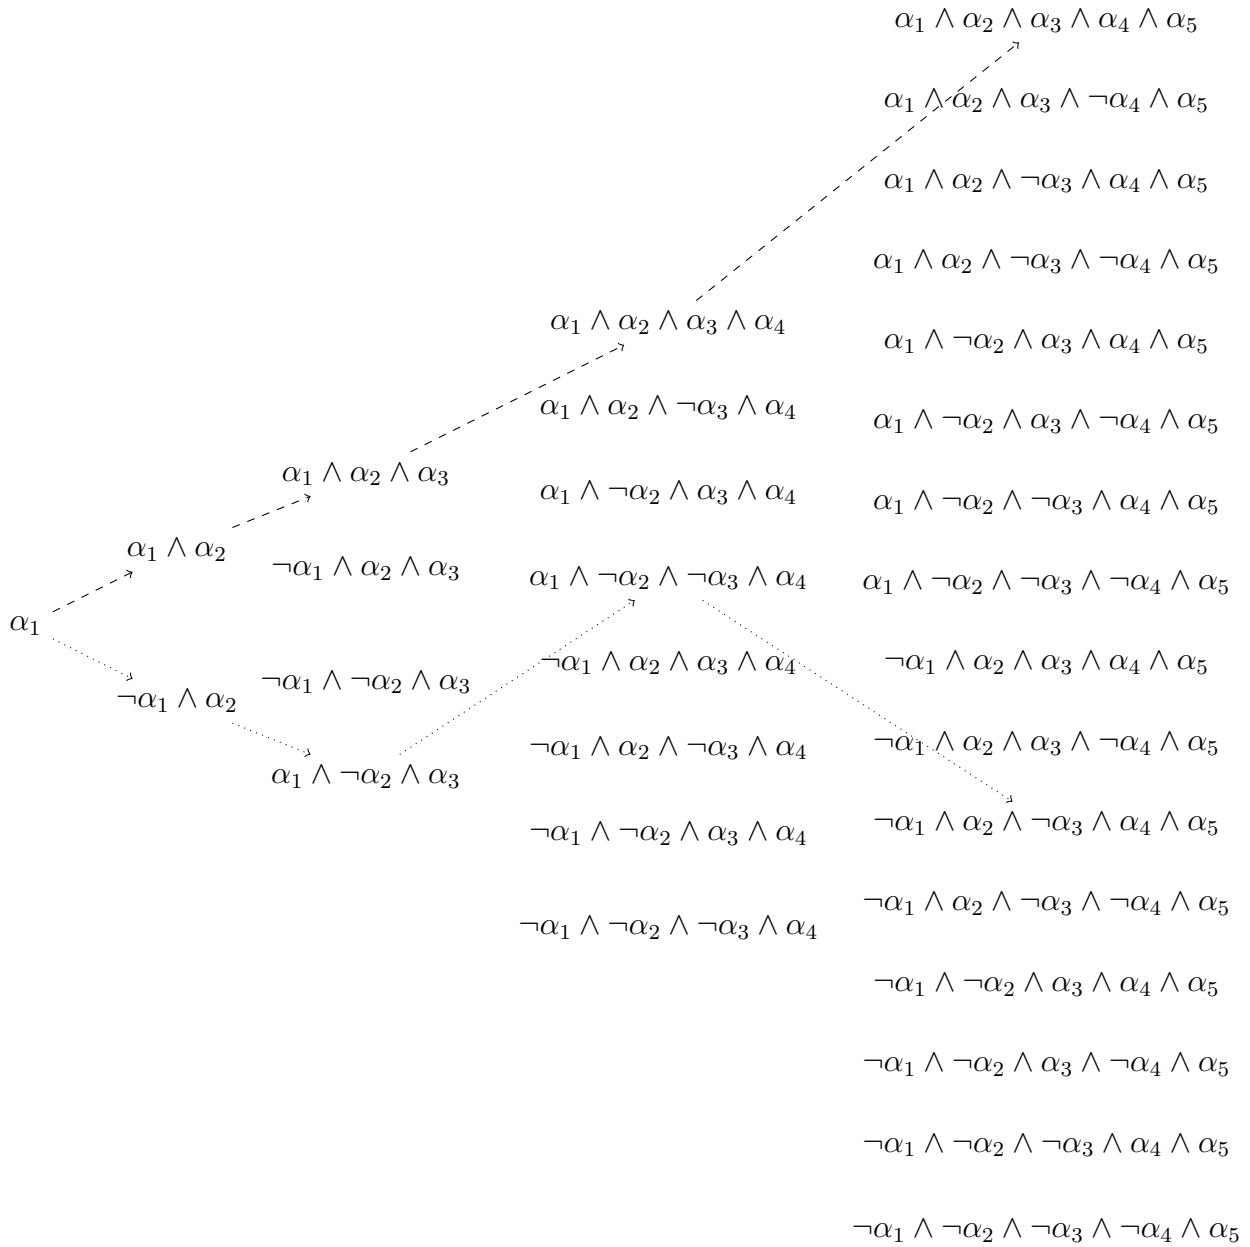 α₁
α₁ ∧ α₂
¬α₁ ∧ α₂
α₁ ∧ α₂ ∧ α₃
¬α₁ ∧ α₂ ∧ α₃
¬α₁ ∧ ¬α₂ ∧ α₃
α₁ ∧ ¬α₂ ∧ α₃
α₁ ∧ α₂ ∧ α₃ ∧ α₄
α₁ ∧ α₂ ∧ ¬α₃ ∧ α₄
α₁ ∧ ¬α₂ ∧ α₃ ∧ α₄
α₁ ∧ ¬α₂ ∧ ¬α₃ ∧ α₄
¬α₁ ∧ α₂ ∧ α₃ ∧ α₄
¬α₁ ∧ α₂ ∧ ¬α₃ ∧ α₄
¬α₁ ∧ ¬α₂ ∧ α₃ ∧ α₄
¬α₁ ∧ ¬α₂ ∧ ¬α₃ ∧ α₄
α₁ ∧ α₂ ∧ α₃ ∧ α₄ ∧ α₅
α₁ ∧ α₂ ∧ α₃ ∧ ¬α₄ ∧ α₅
α₁ ∧ α₂ ∧ ¬α₃ ∧ α₄ ∧ α₅
α₁ ∧ α₂ ∧ ¬α₃ ∧ ¬α₄ ∧ α₅
α₁ ∧ ¬α₂ ∧ α₃ ∧ α₄ ∧ α₅
α₁ ∧ ¬α₂ ∧ α₃ ∧ ¬α₄ ∧ α₅
α₁ ∧ ¬α₂ ∧ ¬α₃ ∧ α₄ ∧ α₅
α₁ ∧ ¬α₂ ∧ ¬α₃ ∧ ¬α₄ ∧ α₅
¬α₁ ∧ α₂ ∧ α₃ ∧ α₄ ∧ α₅
¬α₁ ∧ α₂ ∧ α₃ ∧ ¬α₄ ∧ α₅
¬α₁ ∧ α₂ ∧ ¬α₃ ∧ α₄ ∧ α₅
¬α₁ ∧ α₂ ∧ ¬α₃ ∧ ¬α₄ ∧ α₅
¬α₁ ∧ ¬α₂ ∧ α₃ ∧ α₄ ∧ α₅
¬α₁ ∧ ¬α₂ ∧ α₃ ∧ ¬α₄ ∧ α₅
¬α₁ ∧ ¬α₂ ∧ ¬α₃ ∧ α₄ ∧ α₅
¬α₁ ∧ ¬α₂ ∧ ¬α₃ ∧ ¬α₄ ∧ α₅